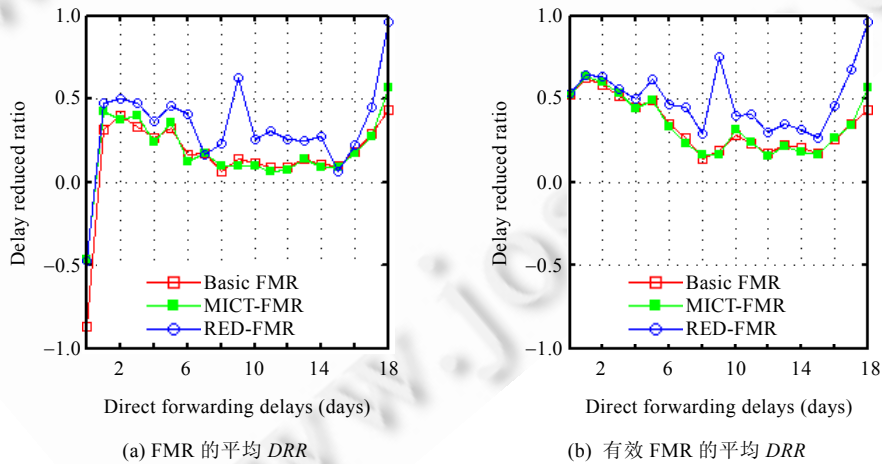 1.0
0.5
0.0
−0.5
−1.0
Delay reduced ratio
Basic FMR
MICT-FMR
RED-FMR
2 6 10 14 18
Direct forwarding delays (days)
(a) FMR 的平均 DRR
1.0
0.5
0.0
−0.5
−1.0
Delay reduced ratio
Basic FMR
MICT-FMR
RED-FMR
2 6 10 14 18
Direct forwarding delays (days)
(b) 有效 FMR 的平均 DRR